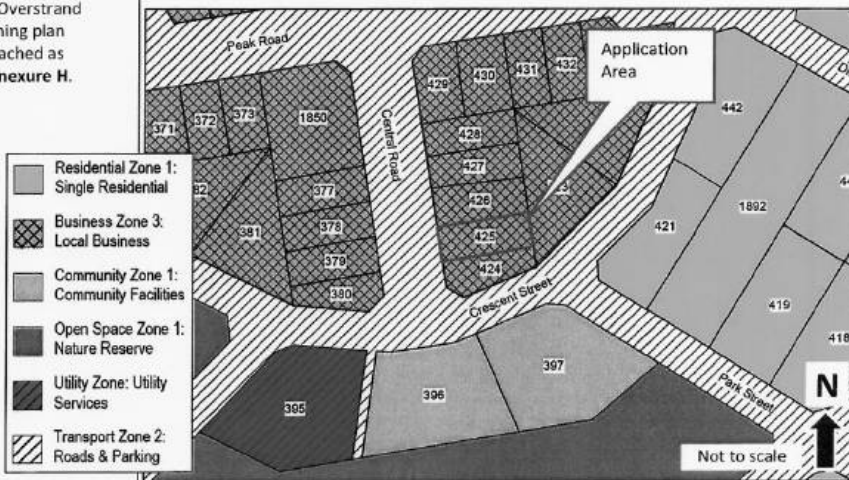 Overstrand
ning plan
ached as
nexure H.
Residential Zone 1:
Single Residential
Business Zone 3:
Local Business
Community Zone 1:
Community Facilities
Open Space Zone 1:
Nature Reserve
Utility Zone: Utility
Services
Transport Zone 2:
Roads & Parking
Peak Road
Central Road
Crescent Street
Park Street
Application
Area
371
372
373
1850
82
381
377
378
379
380
429
430
431
432
428
427
426
425
424
442
421
1892
419
418
395
396
397
N
Not to scale